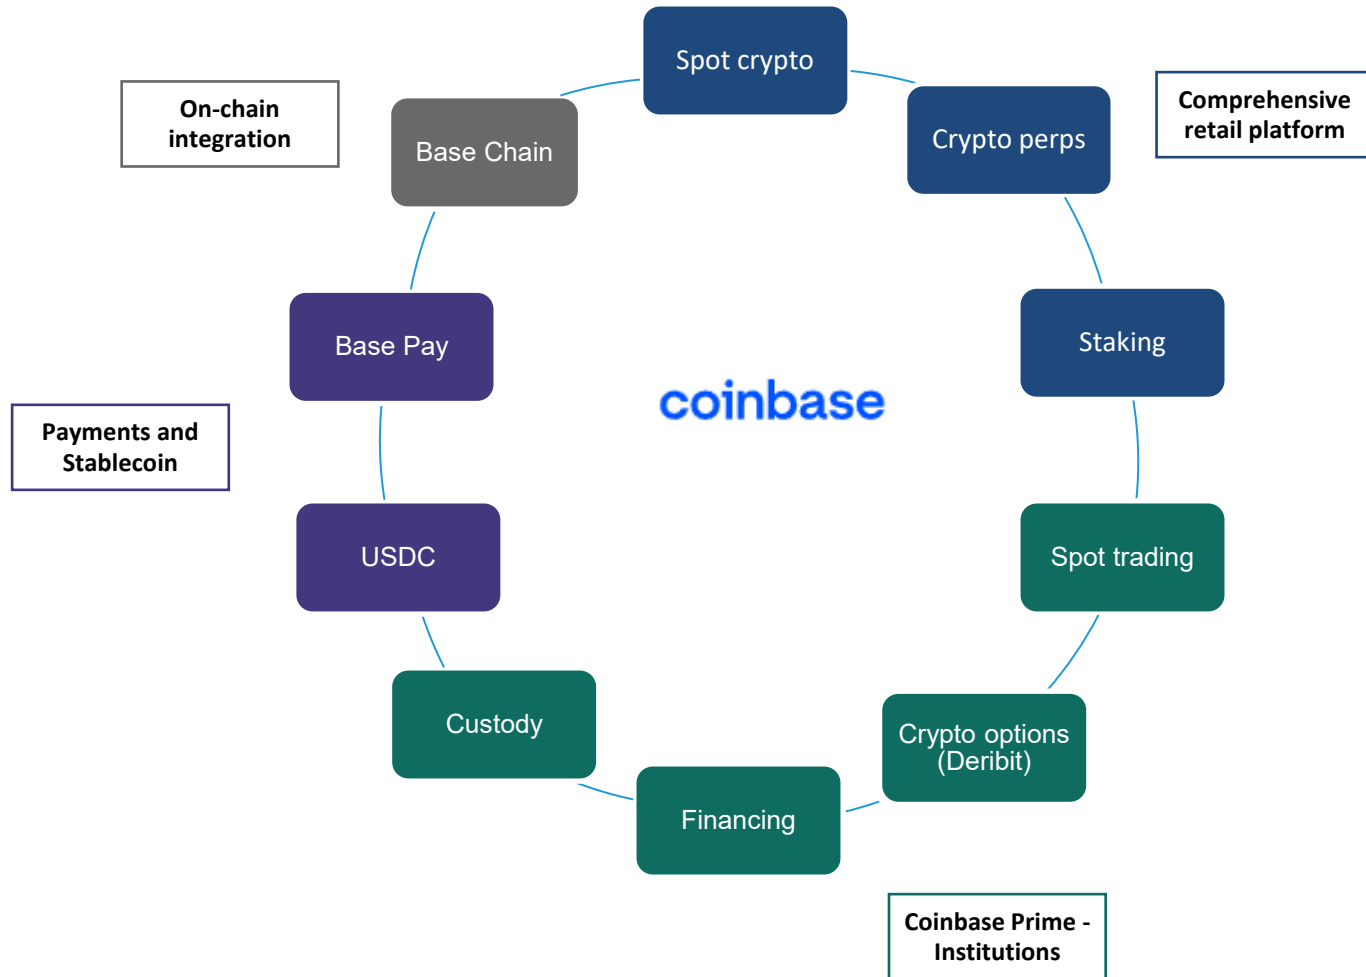 Spot crypto
On-chain
integration
Comprehensive
retail platform
Base Chain
Crypto perps
Base Pay
Staking
coinbase
Payments and
Stablecoin
USDC
Spot trading
Custody
Crypto options
(Deribit)
Financing
Coinbase Prime -
Institutions